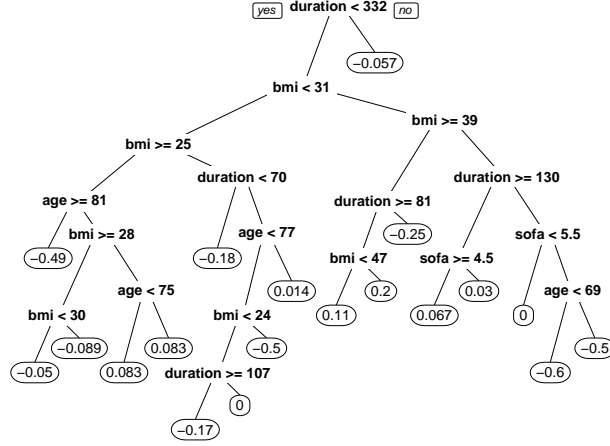 yes duration < 332 no
−0.057
bmi < 31
bmi >= 39
bmi >= 25
duration < 70
duration >= 130
age >= 81
duration >= 81
bmi >= 28
age < 77
−0.25
sofa < 5.5
−0.49
−0.18
bmi < 47
sofa >= 4.5
age < 75
0.014
0.2
0.03
age < 69
bmi < 30
bmi < 24
0.11
0.067
0
−0.089
0.083
−0.5
−0.5
−0.05
0.083
duration >= 107
−0.6
0
−0.17